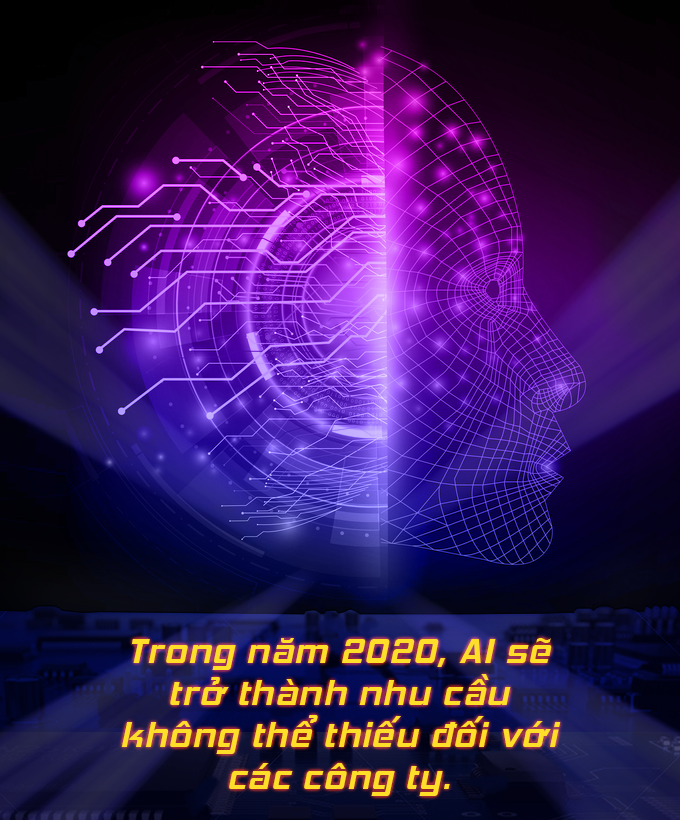 Trong năm 2020, AI sẽ
trở thành nhu cầu
không thể thiếu đối với
các công ty.